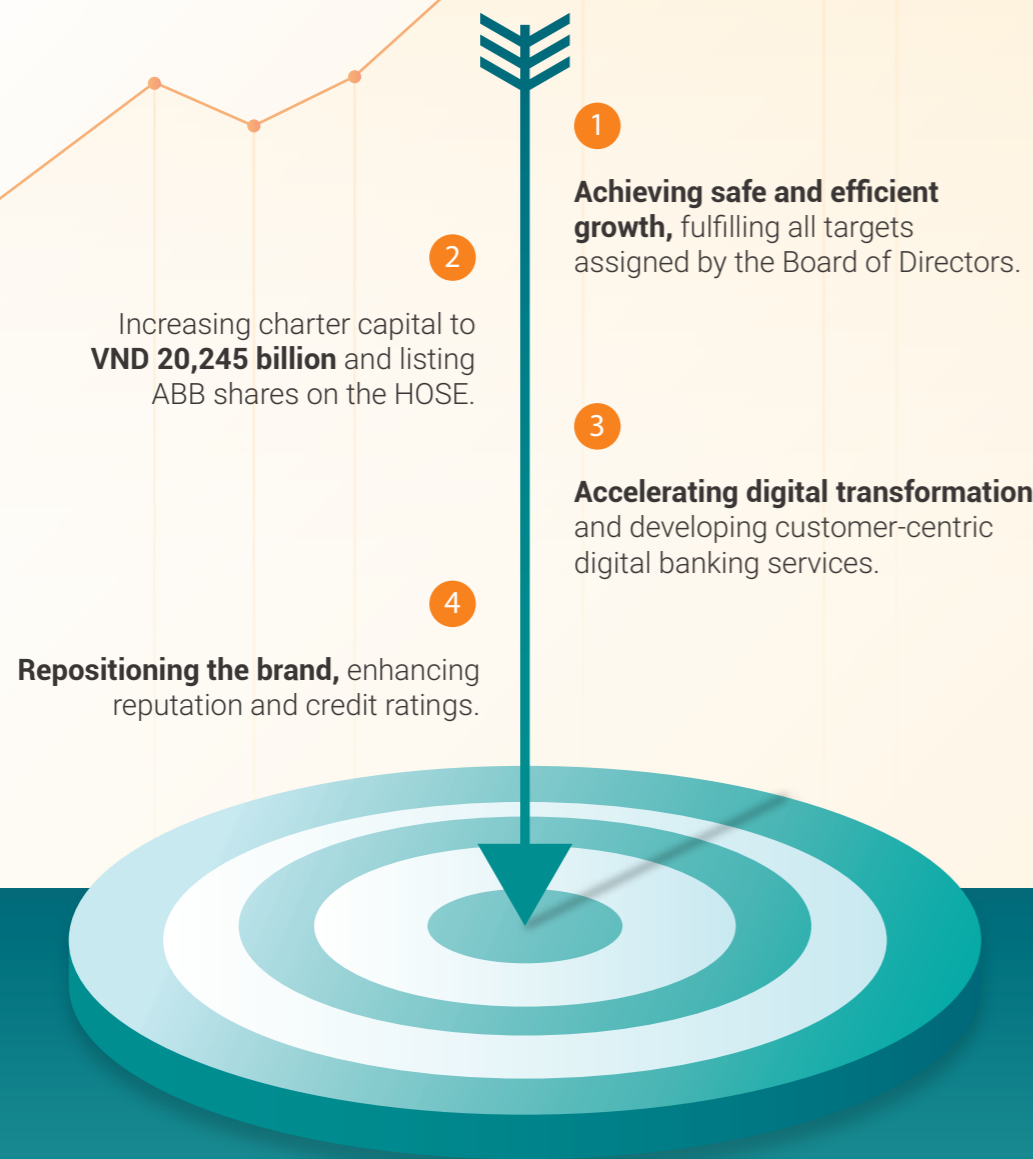 1
Achieving safe and efficient
growth, fulfilling all targets
assigned by the Board of Directors.
2
Increasing charter capital to
VND 20,245 billion and listing
ABB shares on the HOSE.
3
Accelerating digital transformation
and developing customer-centric
digital banking services.
4
Repositioning the brand, enhancing
reputation and credit ratings.